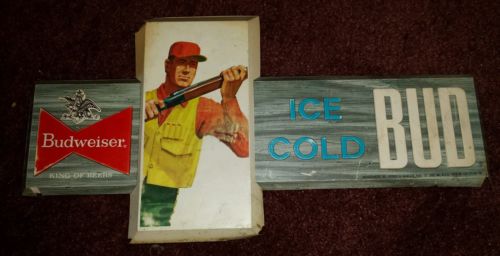 Budweiser.
KING OF BEERS
ICE
COLD
BUD